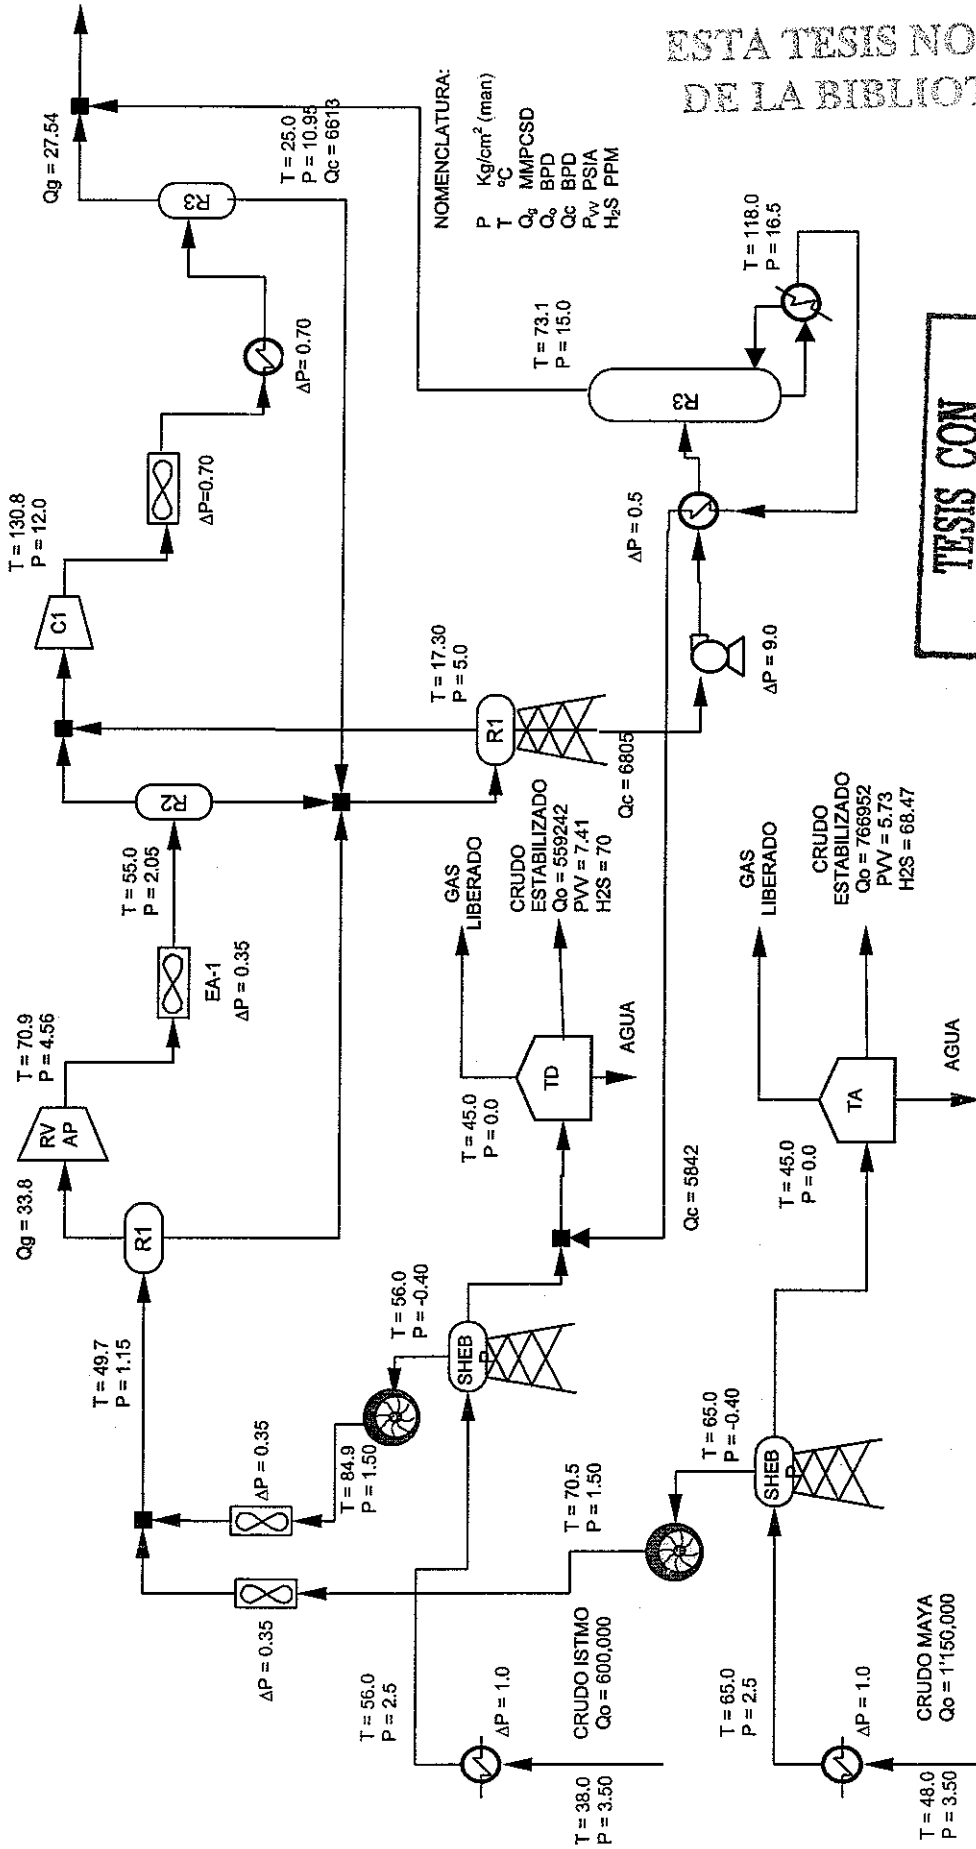 ESTA TESIS NO
DE LA BIBLIOT
TESIS CON
Qg = 27.54
T = 25.0
P = 10.95
Qc = 6613
R3
ΔP= 0.70
ΔP=0.70
T = 130.8
P = 12.0
C1
NOMENCLATURA:
P Kg/cm² (man)
T ºC
Qg MMPCSD
Qo BPD
Qc BPD
Pvv PSIA
H2S PPM
T = 118.0
P = 16.5
T = 73.1
P = 15.0
R3
ΔP = 0.5
ΔP = 9.0
T = 17.30
P = 5.0
R1
Qc = 6805
R2
T = 55.0
P = 2.05
EA-1
ΔP = 0.35
T = 70.9
P = 4.56
RV
AP
Qg = 33.8
R1
T = 49.7
P = 1.15
GAS
LIBERADO
CRUDO
ESTABILIZADO
Qo = 559242
PVV = 7.41
H2S = 70
AGUA
TD
T = 45.0
P = 0.0
Qc = 5842
T = 56.0
P = -0.40
SHEB
P
T = 84.9
P = 1.50
ΔP = 0.35
ΔP = 0.35
T = 70.5
P = 1.50
T = 65.0
P = -0.40
SHEB
P
GAS
LIBERADO
CRUDO
ESTABILIZADO
Qo = 766952
PVV = 5.73
H2S = 68.47
AGUA
TA
T = 45.0
P = 0.0
T = 56.0
P = 2.5
ΔP = 1.0
CRUDO ISTMO
Qo = 600,000
T = 38.0
P = 3.50
T = 65.0
P = 2.5
ΔP = 1.0
CRUDO MAYA
Qo = 1'150,000
T = 48.0
P = 3.50